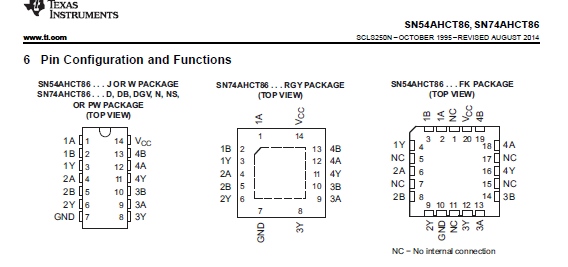 TEXAS
INSTRUMENTS
SN54AHCT86, SN74AHCT86
www.ti.com
SCLS250N – OCTOBER 1995 – REVISED AUGUST 2014
6 Pin Configuration and Functions
SN54AHCT86 . . . J OR W PACKAGE
SN74AHCT86 . . . D, DB, DGV, N, NS,
OR PW PACKAGE
(TOP VIEW)
1A 1 14 VCC
1B 2 13 4B
1Y 3 12 4A
2A 4 11 4Y
2B 5 10 3B
2Y 6 9 3A
GND 7 8 3Y
SN74AHCT86 . . . RGY PACKAGE
(TOP VIEW)
1A VCC
1 14
1B 2 13 4B
1Y 3 12 4A
2A 4 11 4Y
2B 5 10 3B
2Y 6 9 3A
7 8
GND 3Y
SN54AHCT86 . . . FK PACKAGE
(TOP VIEW)
1B 1A NC VCC 4B
3 2 1 20 19
1Y 4 18 4A
NC 5 17 NC
2A 6 16 4Y
NC 7 15 NC
2B 8 14 3B
9 10 11 12 13
2Y GND NC 3Y 3A
NC – No internal connection